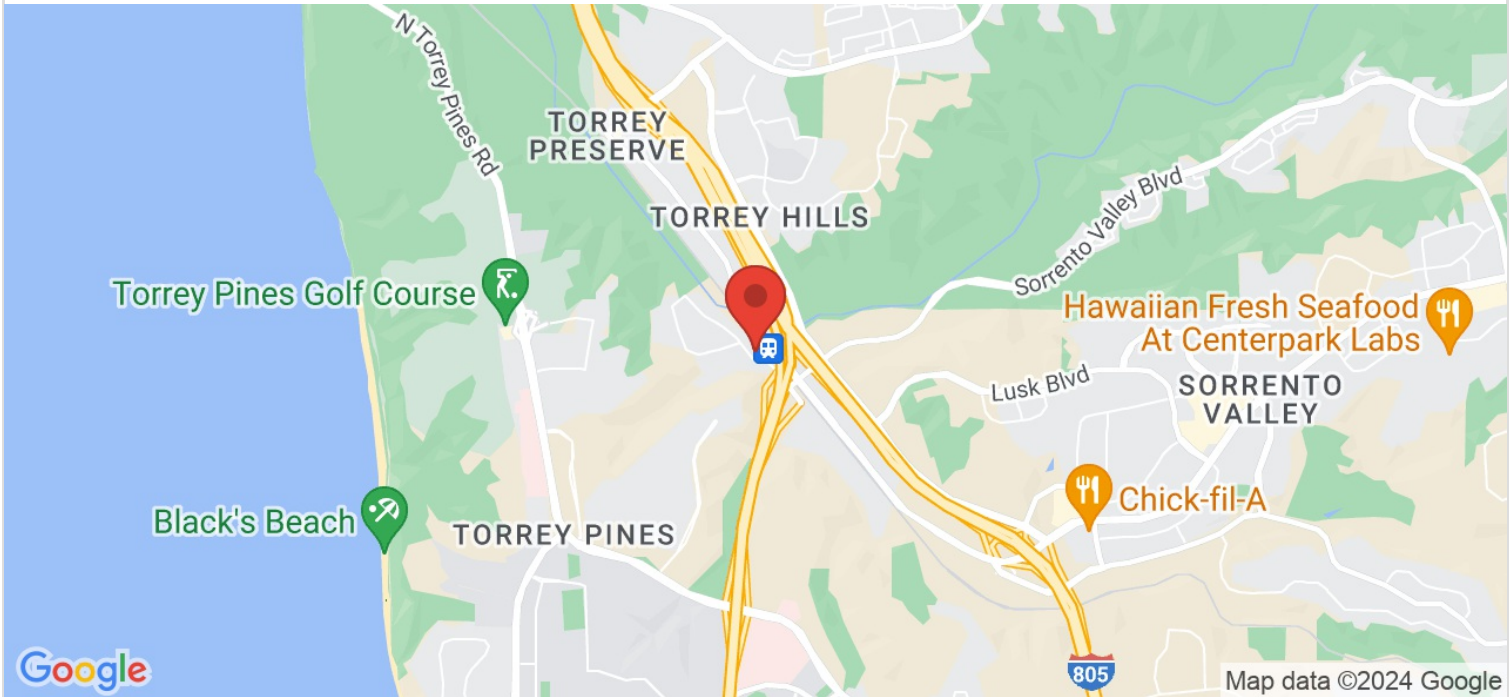 N Torrey Pines Rd
TORREY
PRESERVE
TORREY HILLS
Sorrento Valley Blvd
Torrey Pines Golf Course
Hawaiian Fresh Seafood
At Centerpark Labs
Lusk Blvd
SORRENTO
VALLEY
Chick-fil-A
Black's Beach
TORREY PINES
805
Google
Map data ©2024 Google